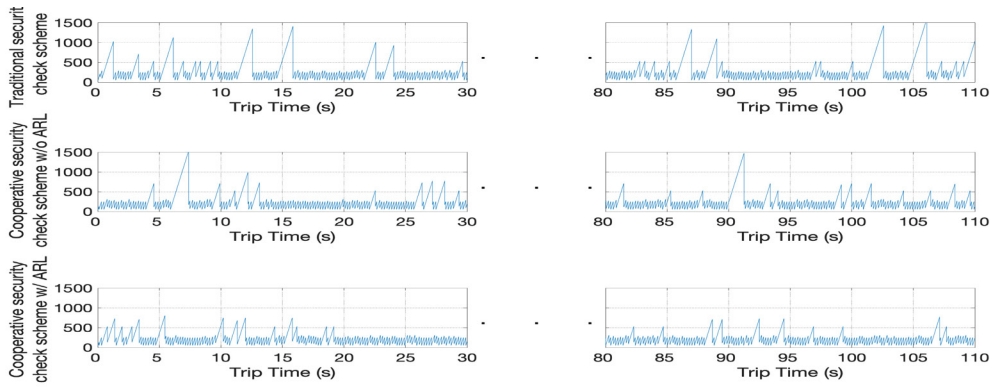 Traditional securit
check scheme
1500
1000
500
0
0 5 10 15 20 25 30
Trip Time (s)
80 85 90 95 100 105 110
Trip Time (s)
Cooperative security
check scheme w/o ARL
1500
1000
500
0
0 5 10 15 20 25 30
Trip Time (s)
80 85 90 95 100 105 110
Trip Time (s)
Cooperative security
check scheme w/ ARL
1500
1000
500
0
0 5 10 15 20 25 30
Trip Time (s)
80 85 90 95 100 105 110
Trip Time (s)